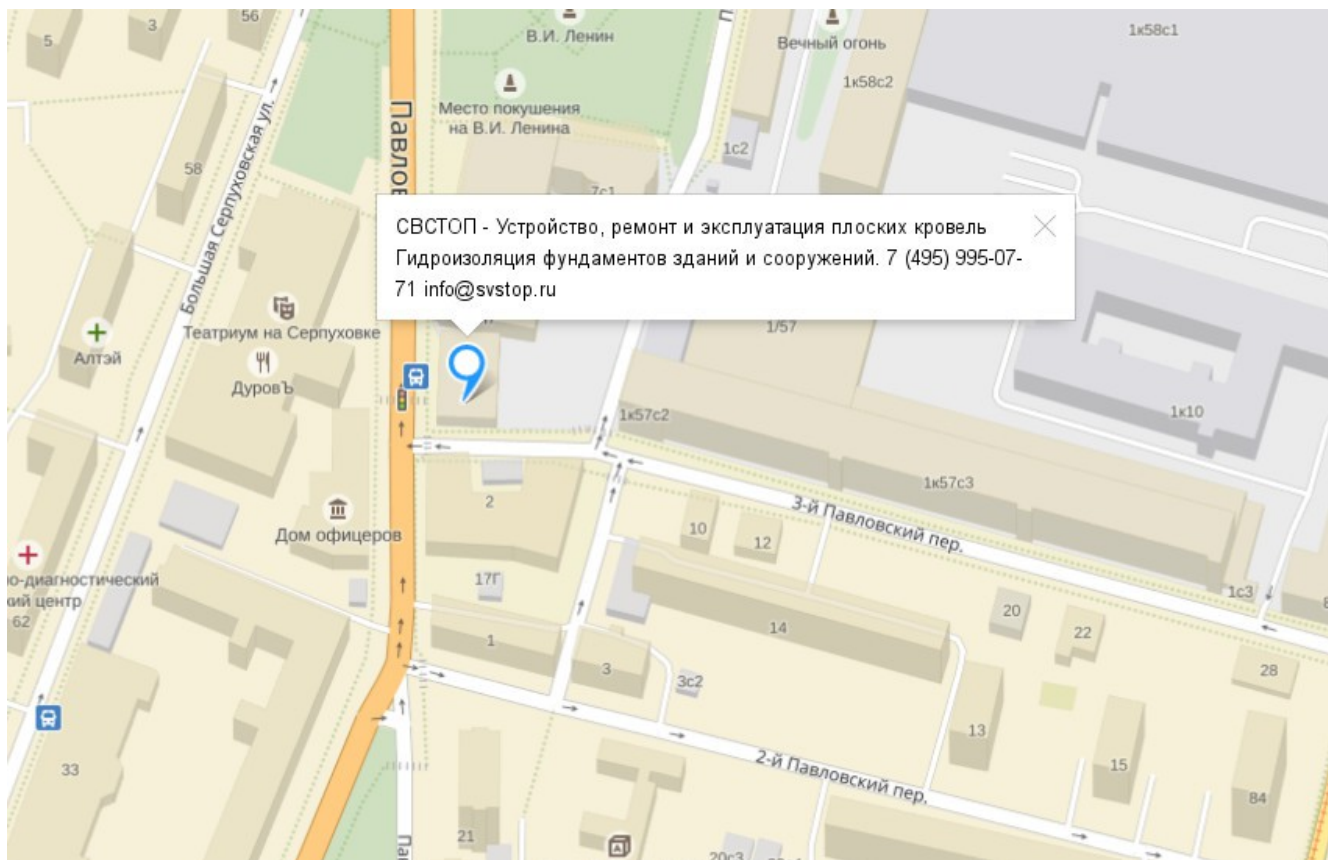 56
3
5
В.И. Ленин
Вечный огонь
1к58с1
1к58с2
Место покушения
на В.И. Ленина
Большая Серпуховская ул.
58
1с2
7с1
СВСТОП - Устройство, ремонт и эксплуатация плоских кровель
Гидроизоляция фундаментов зданий и сооружений. 7 (495) 995-07-
71 info@svstop.ru
Театриум на Серпуховке
1/57
Алтэй
ДуровЪ
1к57с2
1к10
1к57с3
2
3-й Павловский пер.
10
12
Дом офицеров
17Г
1с3
62
20
22
14
1
3
3с2
28
13
33
2-й Павловский пер.
15
84
21
20с3